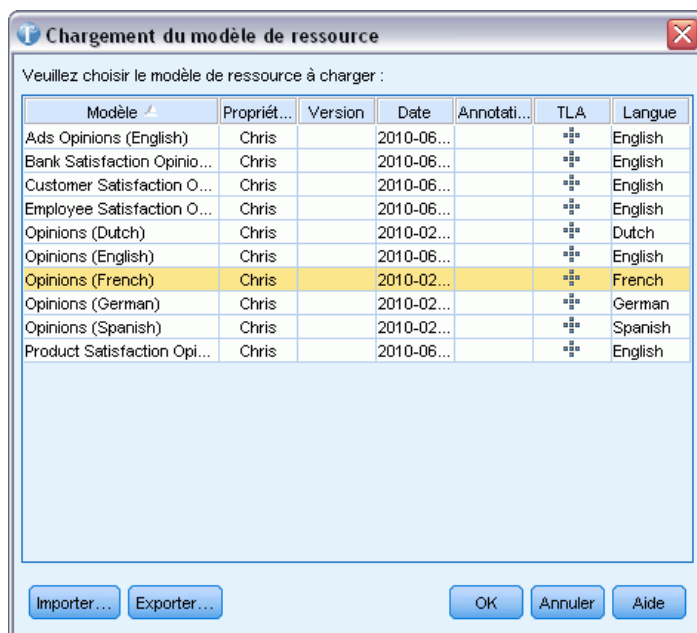 Chargement du modèle de ressource
Veuillez choisir le modèle de ressource à charger :
Modèle Propriét... Version Date Annotati... TLA Langue
Ads Opinions (English) Chris 2010-06... English
Bank Satisfaction Opinio... Chris 2010-06... English
Customer Satisfaction O... Chris 2010-06... English
Employee Satisfaction O... Chris 2010-06... English
Opinions (Dutch) Chris 2010-02... Dutch
Opinions (English) Chris 2010-06... English
Opinions (French) Chris 2010-02... French
Opinions (German) Chris 2010-02... German
Opinions (Spanish) Chris 2010-02... Spanish
Product Satisfaction Opi... Chris 2010-06... English
Importer... Exporter... OK Annuler Aide